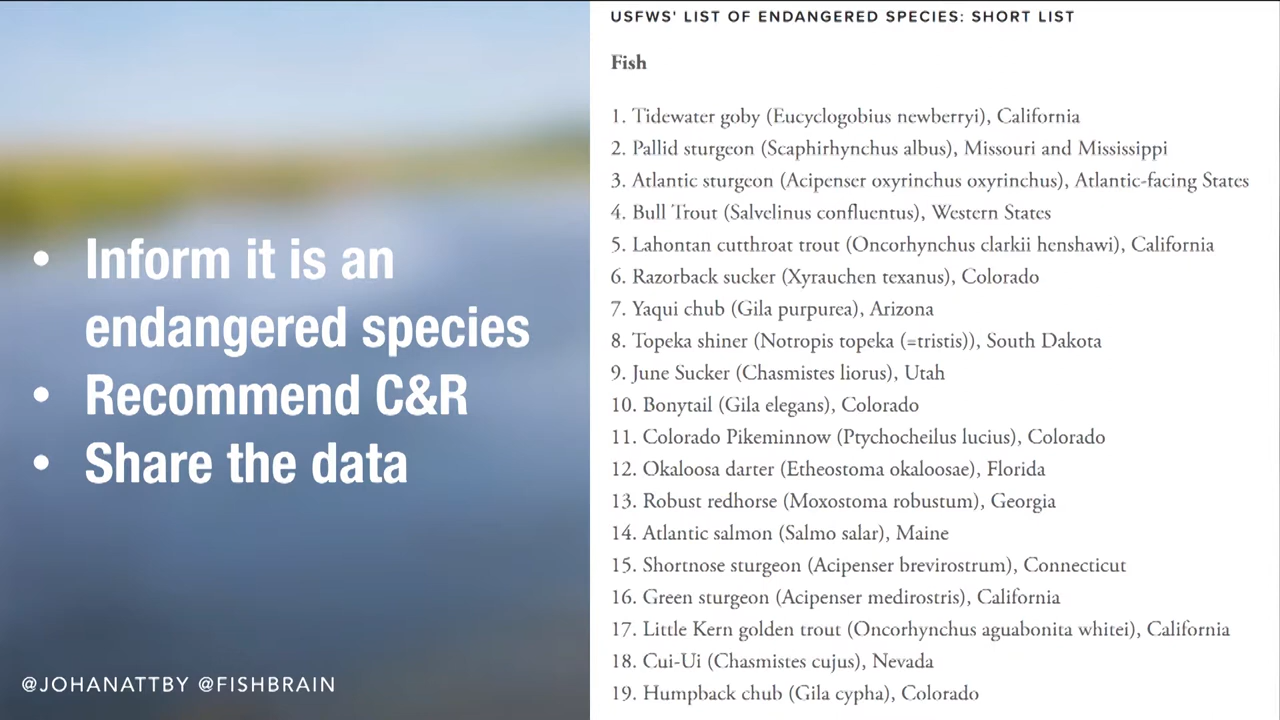 • Inform it is an
endangered species
• Recommend C&R
• Share the data
@JOHANATTBY @FISHBRAIN
USFWS' LIST OF ENDANGERED SPECIES: SHORT LIST
Fish
1. Tidewater goby (Eucyclogobius newberryi), California
2. Pallid sturgeon (Scaphirhynchus albus), Missouri and Mississippi
3. Atlantic sturgeon (Acipenser oxyrinchus oxyrinchus), Atlantic-facing States
4. Bull Trout (Salvelinus confluentus), Western States
5. Lahontan cutthroat trout (Oncorhynchus clarkii henshawi), California
6. Razorback sucker (Xyrauchen texanus), Colorado
7. Yaqui chub (Gila purpurea), Arizona
8. Topeka shiner (Notropis topeka (=tristis)), South Dakota
9. June Sucker (Chasmistes liorus), Utah
10. Bonytail (Gila elegans), Colorado
11. Colorado Pikeminnow (Ptychocheilus lucius), Colorado
12. Okaloosa darter (Etheostoma okaloosae), Florida
13. Robust redhorse (Moxostoma robustum), Georgia
14. Atlantic salmon (Salmo salar), Maine
15. Shortnose sturgeon (Acipenser brevirostrum), Connecticut
16. Green sturgeon (Acipenser medirostris), California
17. Little Kern golden trout (Oncorhynchus aguabonita whitei), California
18. Cui-Ui (Chasmistes cujus), Nevada
19. Humpback chub (Gila cypha), Colorado